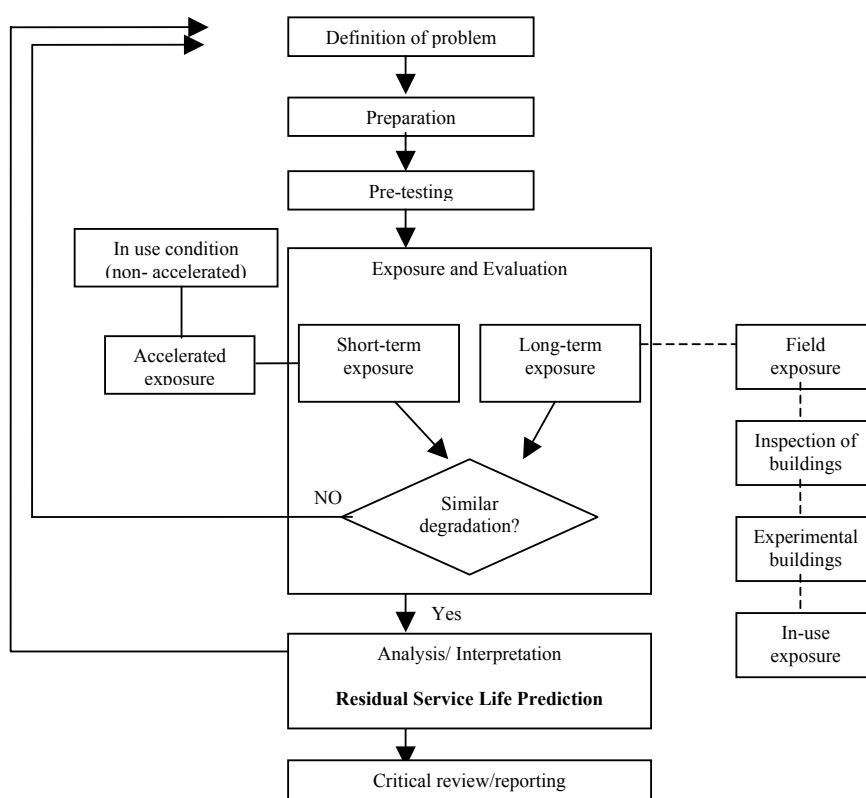 Definition of problem
Preparation
Pre-testing
In use condition
(non- accelerated)
Exposure and Evaluation
Accelerated
exposure
Short-term
exposure
Long-term
exposure
Field
exposure
Inspection of
buildings
NO
Similar
degradation?
Experimental
buildings
Yes
In-use
exposure
Analysis/ Interpretation
Residual Service Life Prediction
Critical review/reporting